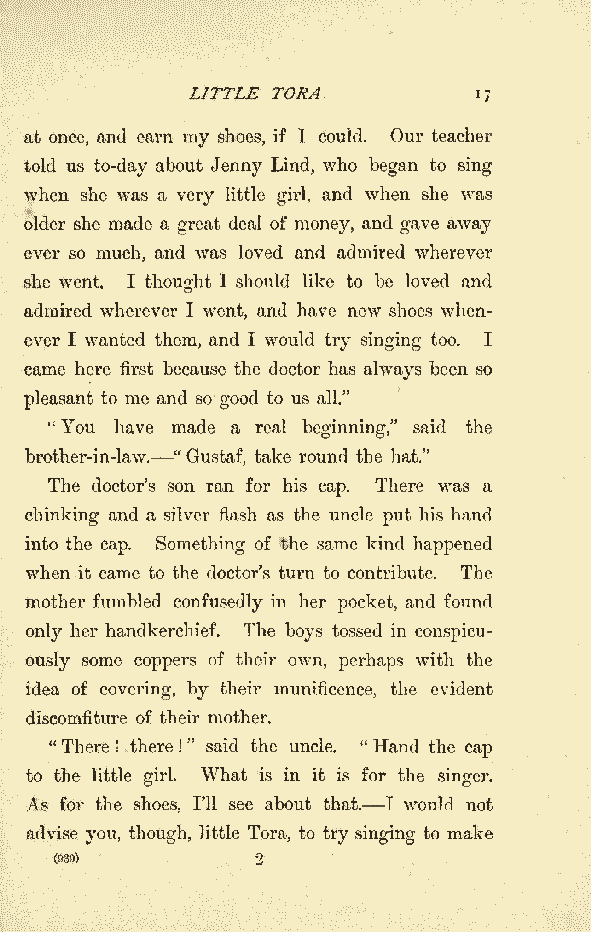 LITTLE TORA. 17
at once, and earn my shoes, if I could. Our teacher
told us to-day about Jenny Lind, who began to sing
when she was a very little girl, and when she was
older she made a great deal of money, and gave away
ever so much, and was loved and admired wherever
she went. I thought I should like to be loved and
admired wherever I went, and have new shoes when-
ever I wanted them, and I would try singing too. I
came here first because the doctor has always been so
pleasant to me and so good to us all.”
“You have made a real beginning,” said the
brother-in-law.—“Gustaf, take round the hat.”
The doctor’s son ran for his cap. There was a
chinking and a silver flash as the uncle put his hand
into the cap. Something of the same kind happened
when it came to the doctor’s turn to contribute. The
mother fumbled confusedly in her pocket, and found
only her handkerchief. The boys tossed in conspicu-
ously some coppers of their own, perhaps with the
idea of covering, by their munificence, the evident
discomfiture of their mother.
“There! there!” said the uncle. “Hand the cap
to the little girl. What is in it is for the singer.
As for the shoes, I’ll see about that.—I would not
advise you, though, little Tora, to try singing to make
(939) 2